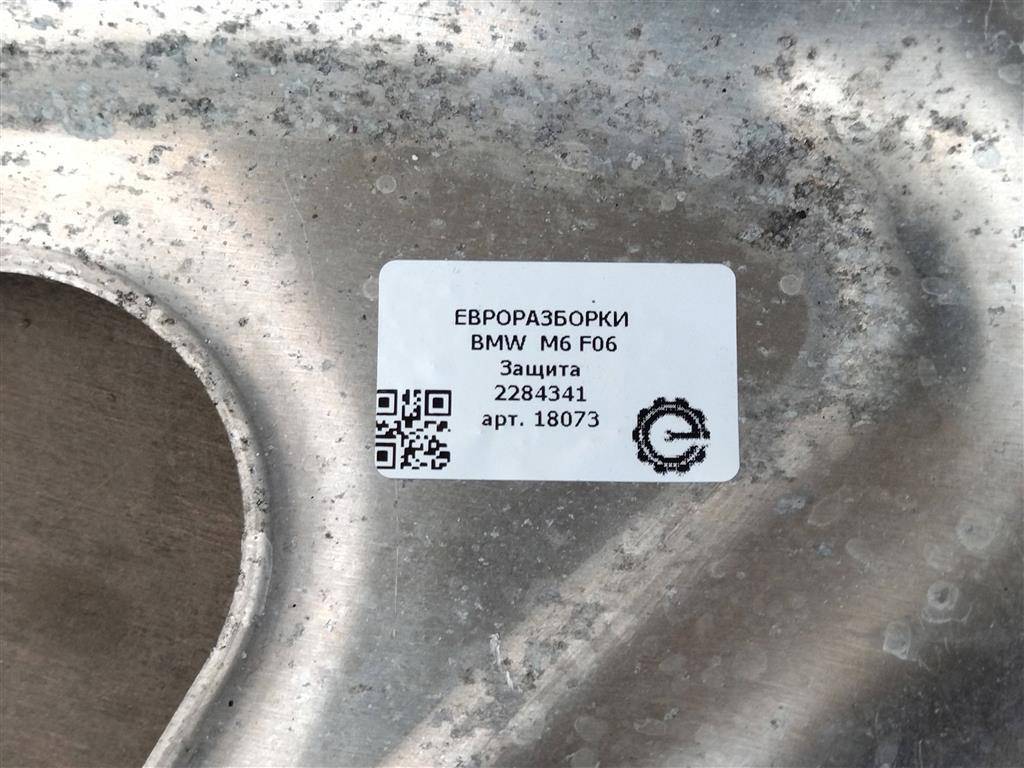 ЕВРОРАЗБОРКИ
BMW M6 F06
Защита
2284341
арт. 18073